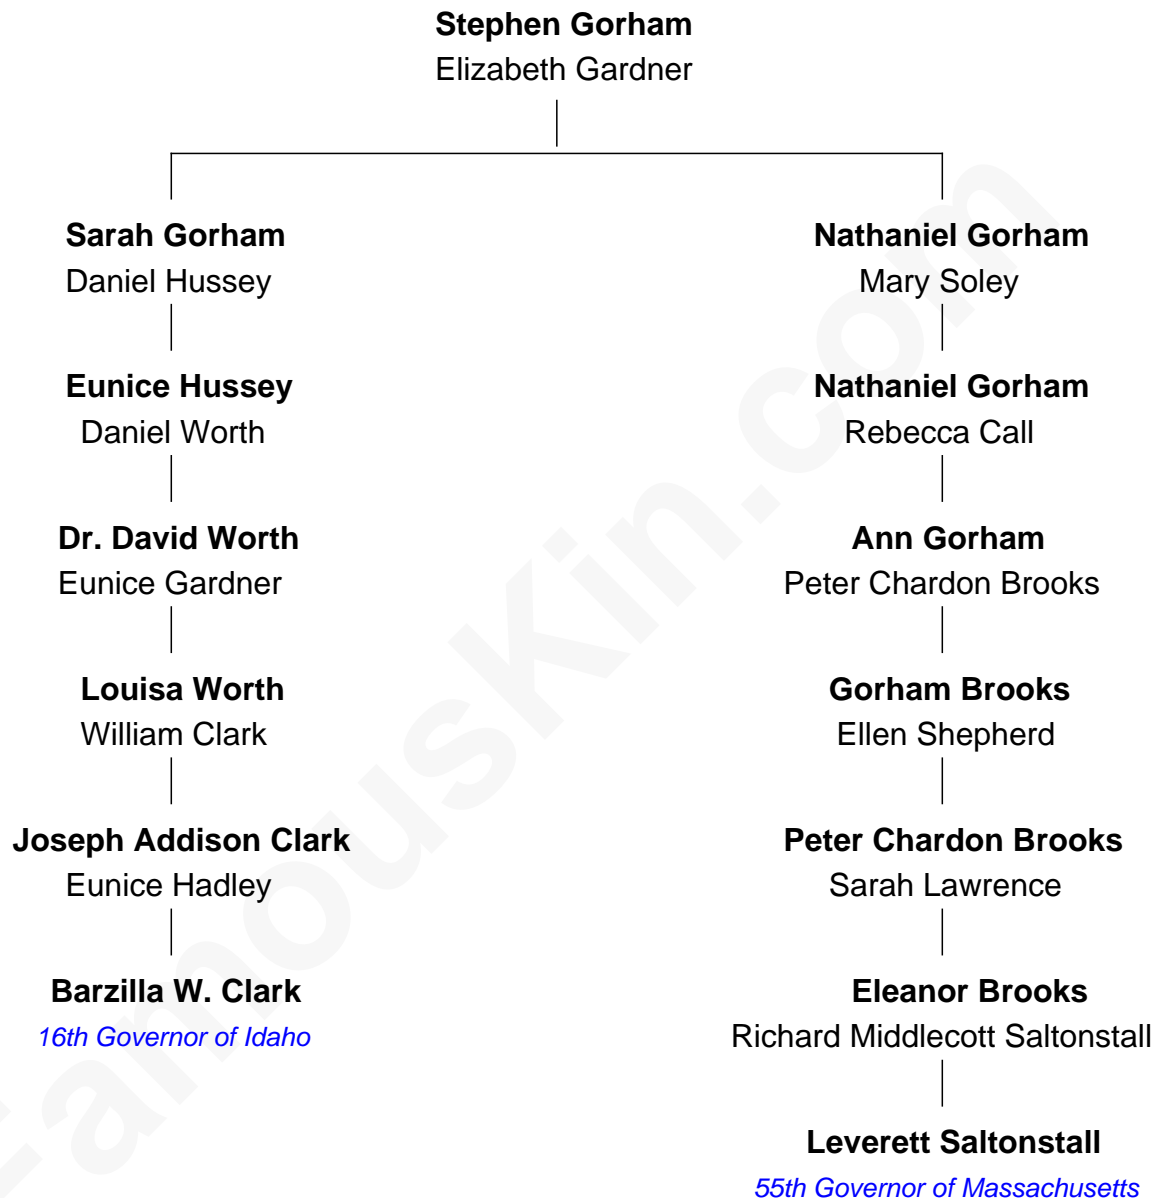 Stephen Gorham
Elizabeth Gardner
Sarah Gorham
Daniel Hussey
Nathaniel Gorham
Mary Soley
Eunice Hussey
Daniel Worth
Nathaniel Gorham
Rebecca Call
Dr. David Worth
Eunice Gardner
Ann Gorham
Peter Chardon Brooks
Louisa Worth
William Clark
Gorham Brooks
Ellen Shepherd
Joseph Addison Clark
Eunice Hadley
Peter Chardon Brooks
Sarah Lawrence
Barzilla W. Clark
16th Governor of Idaho
Eleanor Brooks
Richard Middlecott Saltonstall
Leverett Saltonstall
55th Governor of Massachusetts
FamousKin.com